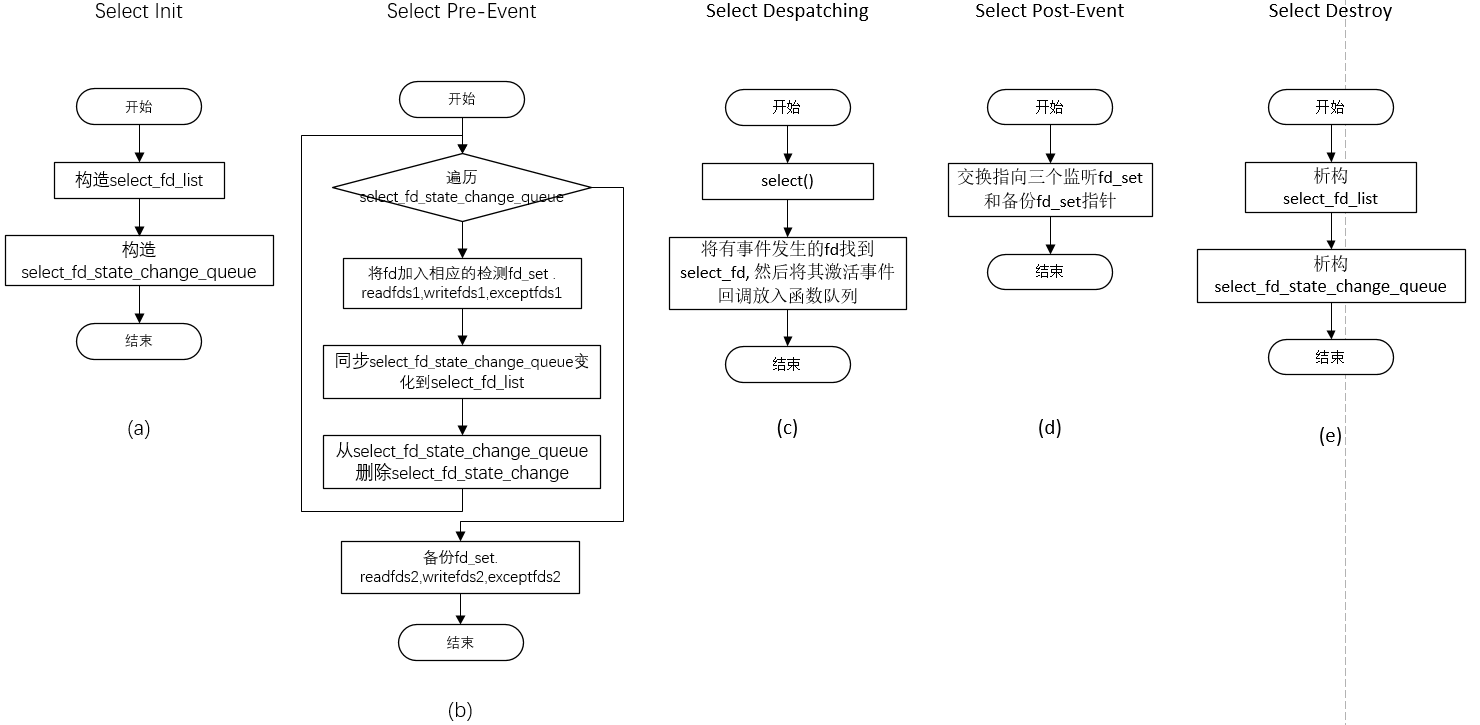 Select Init
开始
构造select_fd_list
构造
select_fd_state_change_queue
结束
(a)
Select Pre-Event
开始
遍历
select_fd_state_change_queue
将fd加入相应的检测fd_set .
readfds1,writefds1,exceptfds1
同步select_fd_state_change_queue变
化到select_fd_list
从select_fd_state_change_queue
删除select_fd_state_change
备份fd_set.
readfds2,writefds2,exceptfds2
结束
(b)
Select Despatching
开始
select()
将有事件发生的fd找到
select_fd, 然后将其激活事件
回调放入函数队列
结束
(c)
Select Post-Event
开始
交换指向三个监听fd_set
和备份fd_set指针
结束
(d)
Select Destroy
开始
析构
select_fd_list
析构
select_fd_state_change_queue
结束
(e)